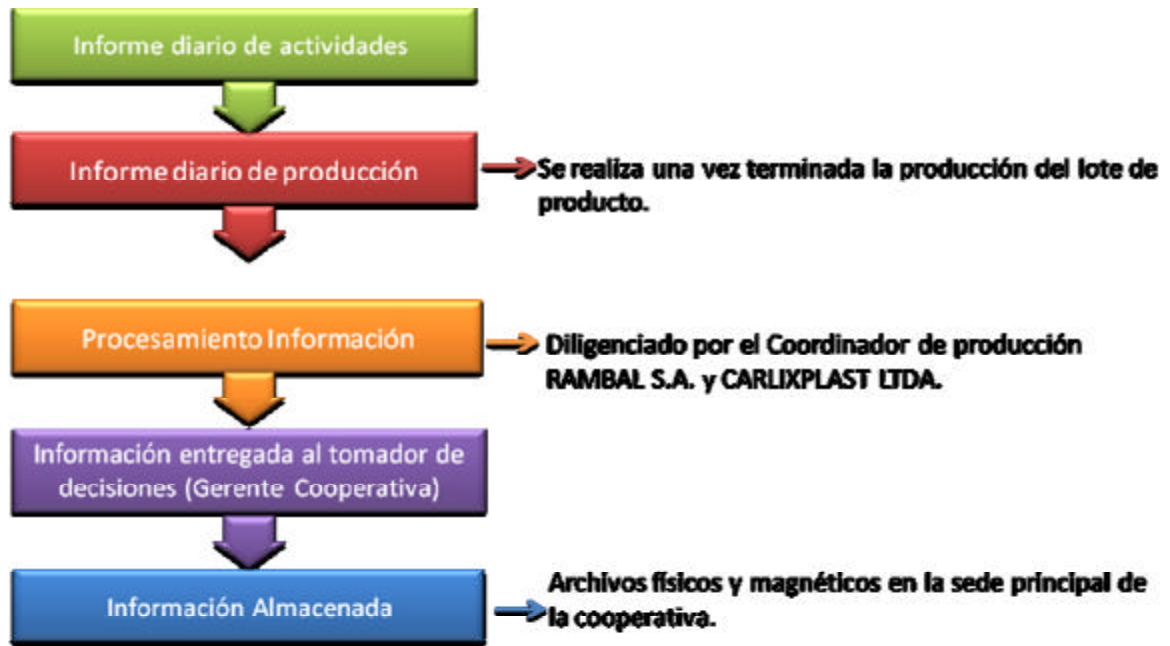 Informe diario de actividades
Informe diario de producción
Se realiza una vez terminada la producción del lote de
producto.
Procesamiento Información
Diligenciado por el Coordinador de producción
RAMBAL S.A. y CARLIXPLAST LTDA.
Información entregada al tomador de
decisiones (Gerente Cooperativa)
Información Almacenada
Archivos físicos y magnéticos en la sede principal de
la cooperativa.